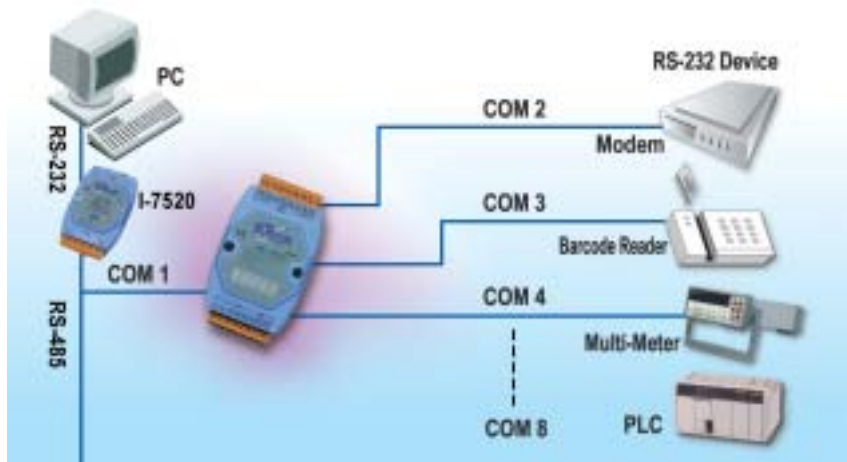 PC
RS-232 Device
COM 2
Modem
RS-232
I-7520
COM 3
Barcode Reader
COM 1
COM 4
RS-485
Multi-Meter
COM 8
PLC